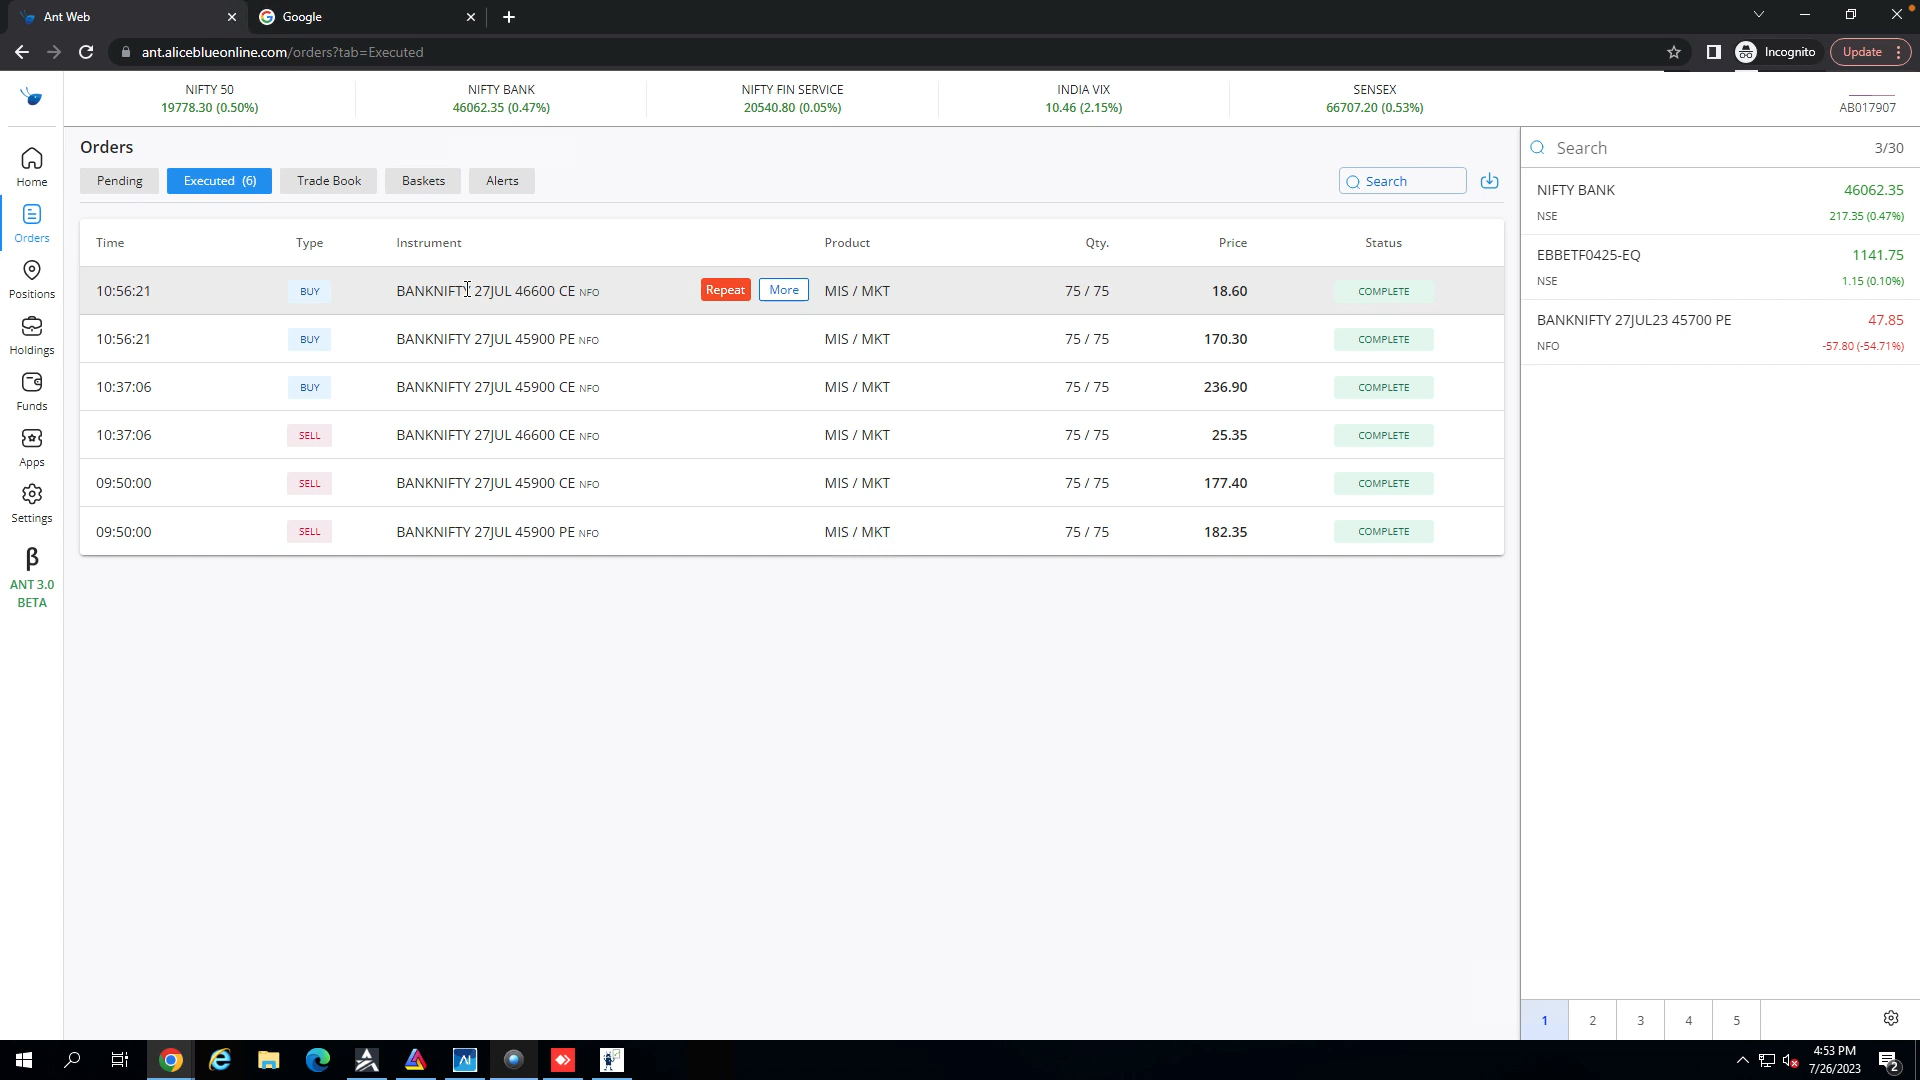 Ant Web
Google
ant.aliceblueonline.com/orders?tab=Executed
Incognito
Update
NIFTY 50
19778.30 (0.50%)
NIFTY BANK
46062.35 (0.47%)
NIFTY FIN SERVICE
20540.80 (0.05%)
INDIA VIX
10.46 (2.15%)
SENSEX
66707.20 (0.53%)
AB017907
Home
Orders
Positions
Holdings
Funds
Apps
Settings
β
ANT 3.0
BETA
Orders
Pending Executed (6) Trade Book Baskets Alerts Search
Time Type Instrument Product Qty. Price Status
10:56:21 BUY BANKNIFTY 27JUL 46600 CE NFO Repeat More MIS / MKT 75 / 75 18.60 COMPLETE
10:56:21 BUY BANKNIFTY 27JUL 45900 PE NFO MIS / MKT 75 / 75 170.30 COMPLETE
10:37:06 BUY BANKNIFTY 27JUL 45900 CE NFO MIS / MKT 75 / 75 236.90 COMPLETE
10:37:06 SELL BANKNIFTY 27JUL 46600 CE NFO MIS / MKT 75 / 75 25.35 COMPLETE
09:50:00 SELL BANKNIFTY 27JUL 45900 CE NFO MIS / MKT 75 / 75 177.40 COMPLETE
09:50:00 SELL BANKNIFTY 27JUL 45900 PE NFO MIS / MKT 75 / 75 182.35 COMPLETE
Search 3/30
NIFTY BANK 46062.35
NSE 217.35 (0.47%)
EBBETF0425-EQ 1141.75
NSE 1.15 (0.10%)
BANKNIFTY 27JUL23 45700 PE 47.85
NFO -57.80 (-54.71%)
1 2 3 4 5
AI
4:53 PM
7/26/2023
2